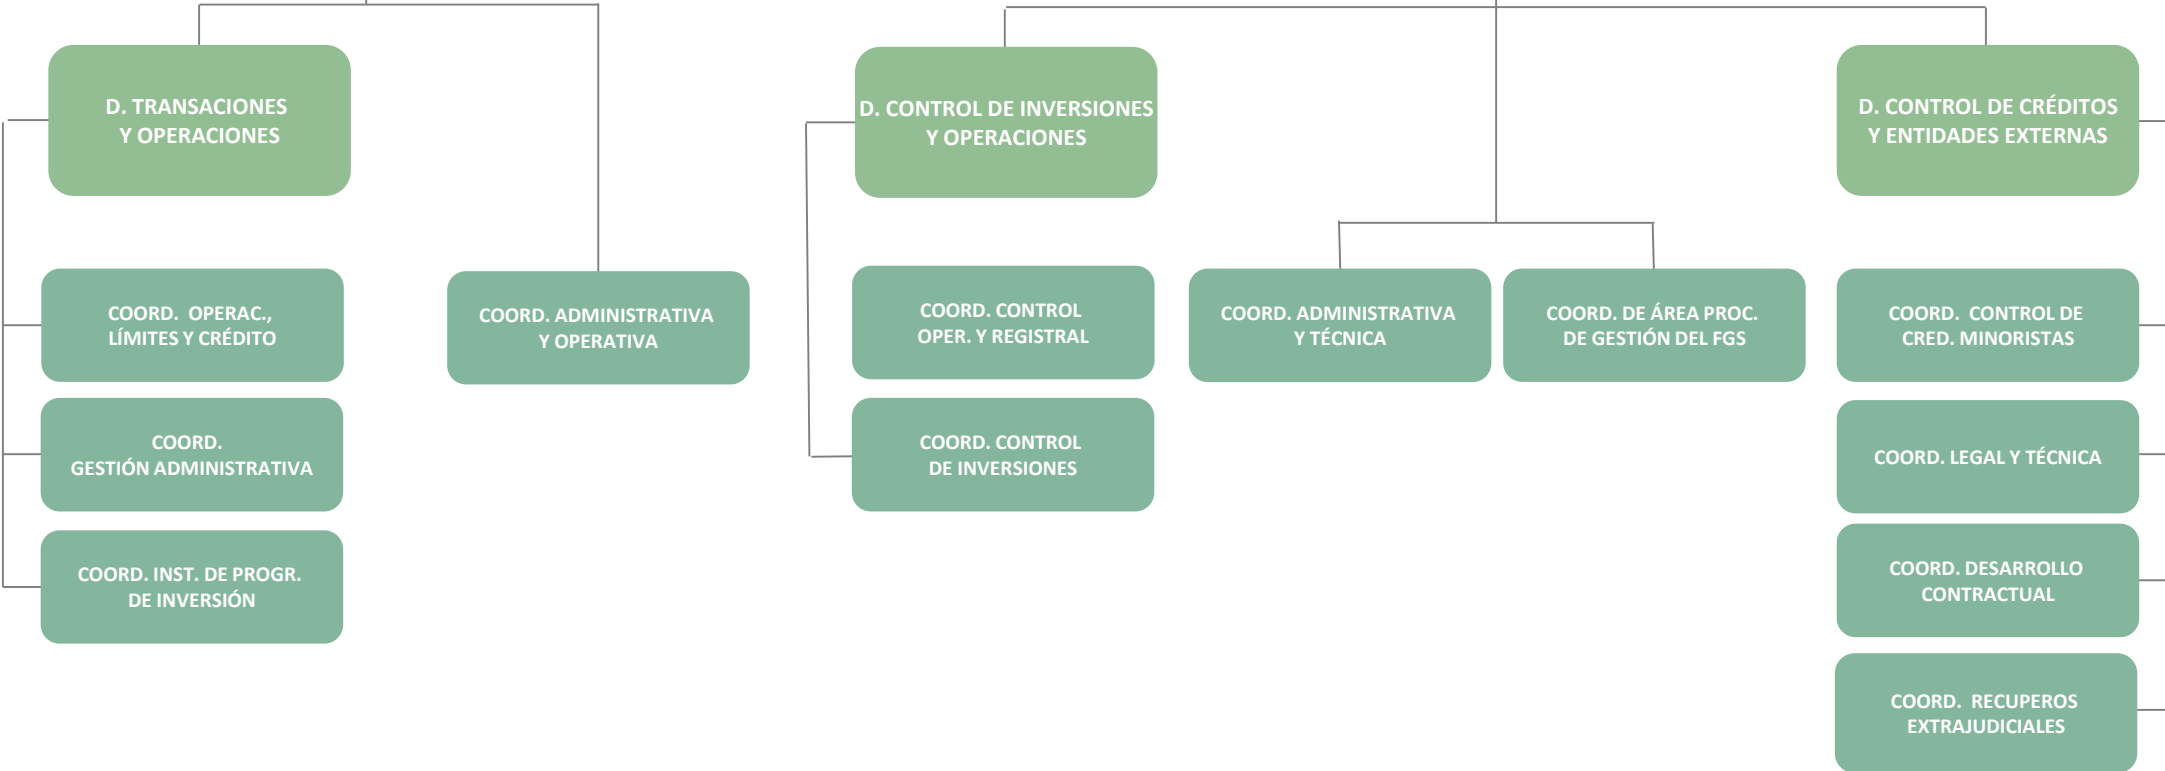 D. TRANSACIONES
Y OPERACIONES
D. CONTROL DE INVERSIONES
Y OPERACIONES
D. CONTROL DE CRÉDITOS
Y ENTIDADES EXTERNAS
COORD. OPERAC.,
LÍMITES Y CRÉDITO
COORD. ADMINISTRATIVA
Y OPERATIVA
COORD. CONTROL
OPER. Y REGISTRAL
COORD. ADMINISTRATIVA
Y TÉCNICA
COORD. DE ÁREA PROC.
DE GESTIÓN DEL FGS
COORD. CONTROL DE
CRED. MINORISTAS
COORD.
GESTIÓN ADMINISTRATIVA
COORD. CONTROL
DE INVERSIONES
COORD. LEGAL Y TÉCNICA
COORD. INST. DE PROGR.
DE INVERSIÓN
COORD. DESARROLLO
CONTRACTUAL
COORD. RECUPEROS
EXTRAJUDICIALES